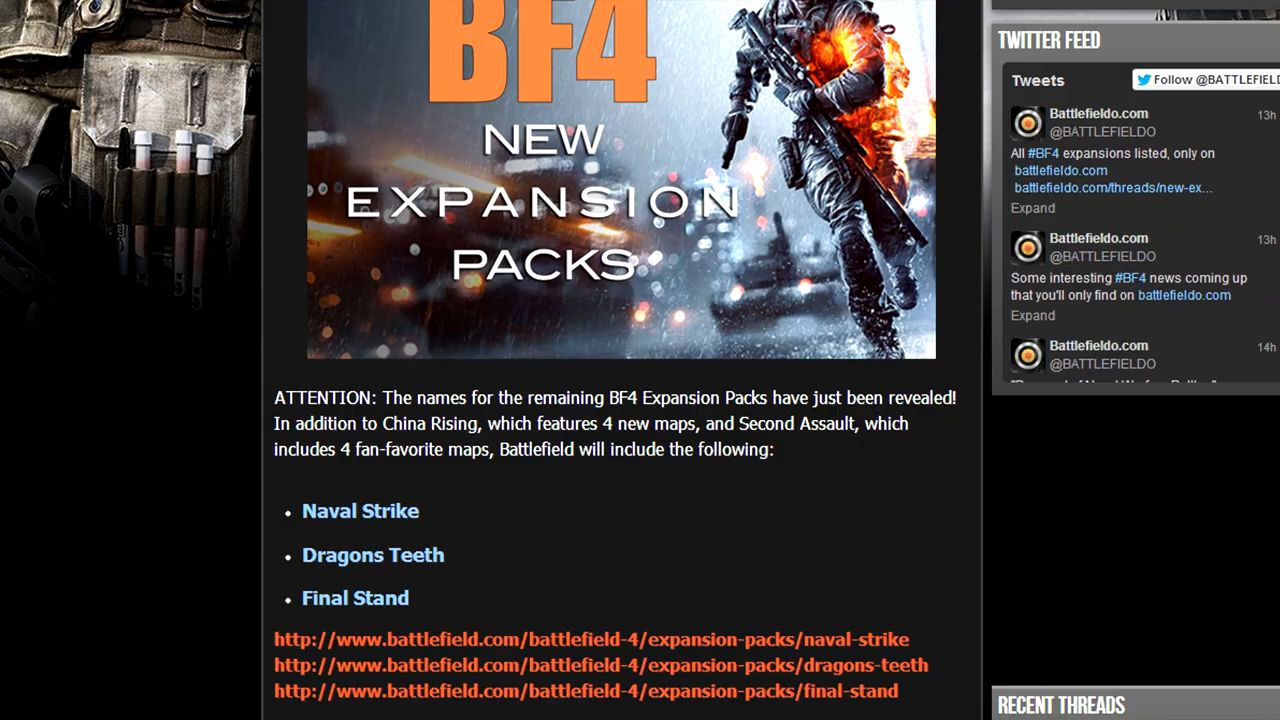 BF4
NEW
EXPANSION
PACKS
ATTENTION: The names for the remaining BF4 Expansion Packs have just been revealed!
In addition to China Rising, which features 4 new maps, and Second Assault, which
includes 4 fan-favorite maps, Battlefield will include the following:
• Naval Strike
• Dragons Teeth
• Final Stand
http://www.battlefield.com/battlefield-4/expansion-packs/naval-strike
http://www.battlefield.com/battlefield-4/expansion-packs/dragons-teeth
http://www.battlefield.com/battlefield-4/expansion-packs/final-stand
TWITTER FEED
Tweets
Follow @BATTLEFIELD
Battlefieldo.com 13h
@BATTLEFIELDO
All #BF4 expansions listed, only on
battlefieldo.com
battlefieldo.com/threads/new-ex...
Expand
Battlefieldo.com 13h
@BATTLEFIELDO
Some interesting #BF4 news coming up
that you'll only find on battlefieldo.com
Expand
Battlefieldo.com 14h
@BATTLEFIELDO
RECENT THREADS